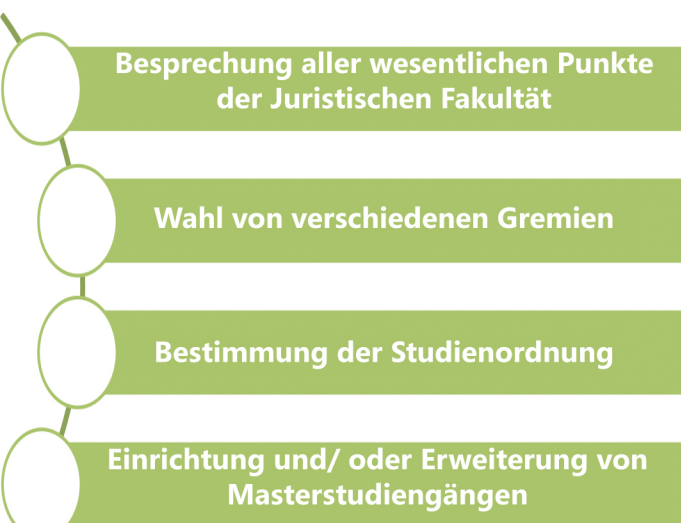 Besprechung aller wesentlichen Punkte
der Juristischen Fakultät
Wahl von verschiedenen Gremien
Bestimmung der Studienordnung
Einrichtung und/ oder Erweiterung von
Masterstudiengängen